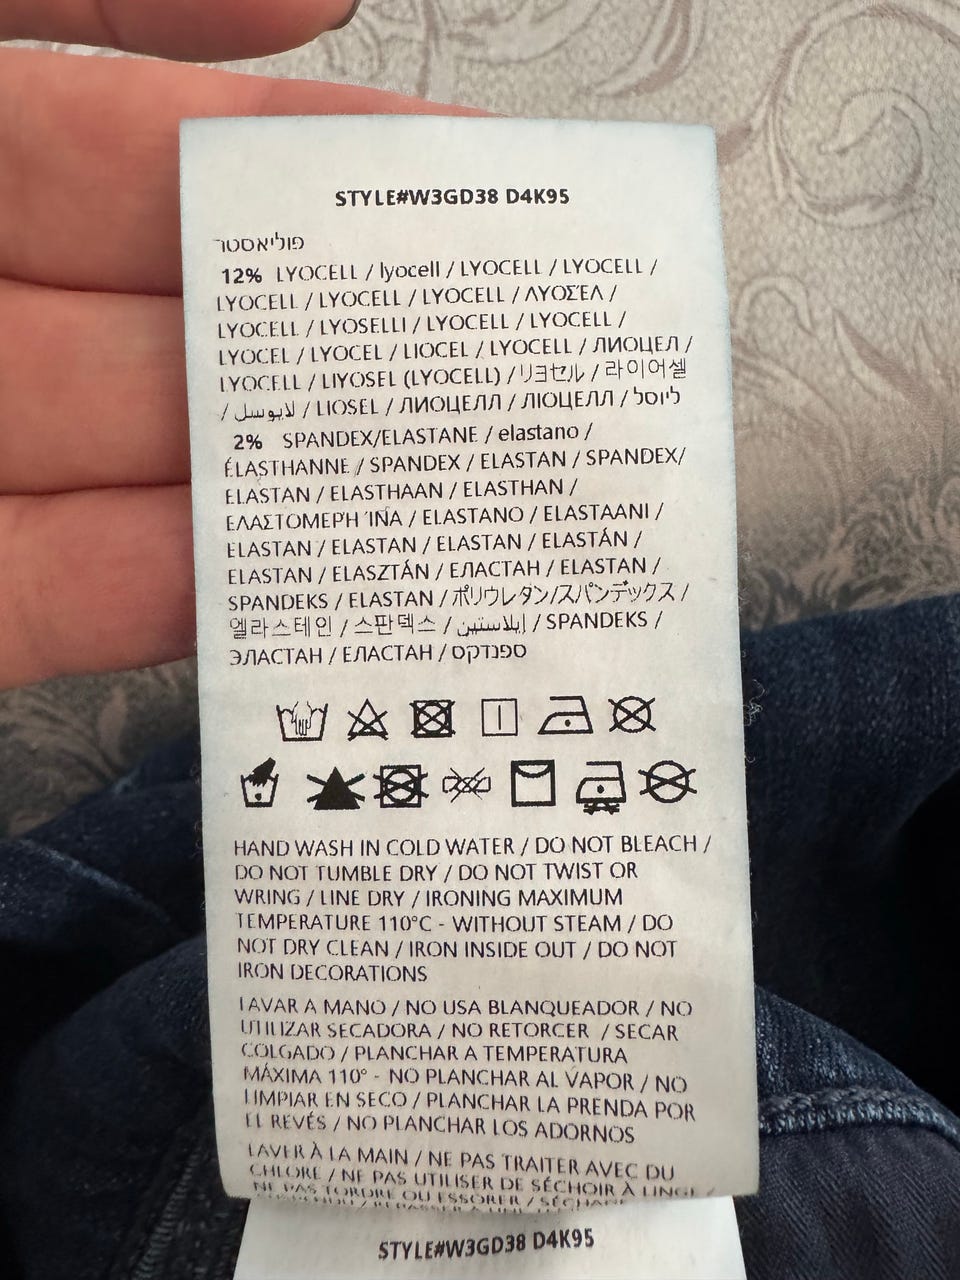 STYLE#W3GD38 D4K95
פוליאסטר
12% LYOCELL / lyocell / LYOCELL / LYOCELL /
LYOCELL / LYOCELL / LYOCELL / ΛΥΟΣΈΛ /
LYOCELL / LYOSELLI / LYOCELL / LYOCELL /
LYOCEL / LYOCEL / LIOCEL / LYOCELL / ЛИОЦЕЛ /
LYOCELL / LIYOSEL (LYOCELL) / リヨセル / 라이어셀
/ لايوسل / LIOSEL / ЛИОЦЕЛЛ / ЛІОЦЕЛЛ / ליוסל
2% SPANDEX/ELASTANE / elastano /
ÉLASTHANNE / SPANDEX / ELASTAN / SPANDEX/
ELASTAN / ELASTHAAN / ELASTHAN /
ΕΛΑΣΤΟΜΕΡΉ ΊΝΑ / ELASTANO / ELASTAANI /
ELASTAN / ELASTAN / ELASTAN / ELASTÁN /
ELASTAN / ELASZTÁN / ЕЛАСТАН / ELASTAN /
SPANDEKS / ELASTAN / ポリウレタン/スパンデックス /
엘라스테인 / 스판덱스 / إيلاستين / SPANDEKS /
ЭЛАСТАН / ЕЛАСТАН / ספנדקס
HAND WASH IN COLD WATER / DO NOT BLEACH /
DO NOT TUMBLE DRY / DO NOT TWIST OR
WRING / LINE DRY / IRONING MAXIMUM
TEMPERATURE 110°C - WITHOUT STEAM / DO
NOT DRY CLEAN / IRON INSIDE OUT / DO NOT
IRON DECORATIONS
LAVAR A MANO / NO USA BLANQUEADOR / NO
UTILIZAR SECADORA / NO RETORCER / SECAR
COLGADO / PLANCHAR A TEMPERATURA
MÁXIMA 110° - NO PLANCHAR AL VAPOR / NO
LIMPIAR EN SECO / PLANCHAR LA PRENDA POR
EL REVÉS / NO PLANCHAR LOS ADORNOS
LAVER À LA MAIN / NE PAS TRAITER AVEC DU
CHLORE / NE PAS UTILISER DE SÉCHOIR À LINGE /
NE PAS TORDRE OU ESSORER / SÉCHAGE
STYLE#W3GD38 D4K95